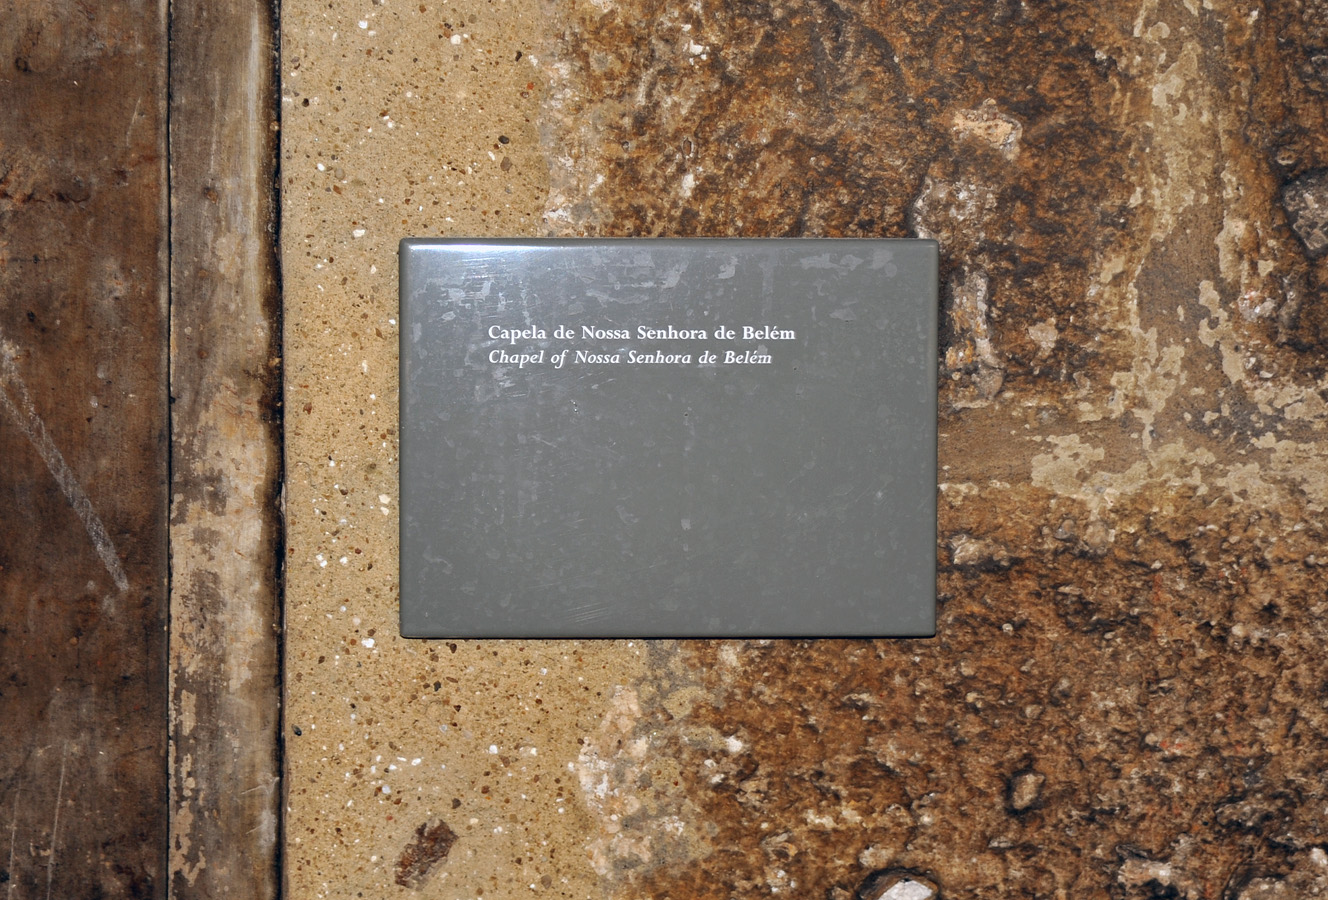 Capela de Nossa Senhora de Belém
Chapel of Nossa Senhora de Belém